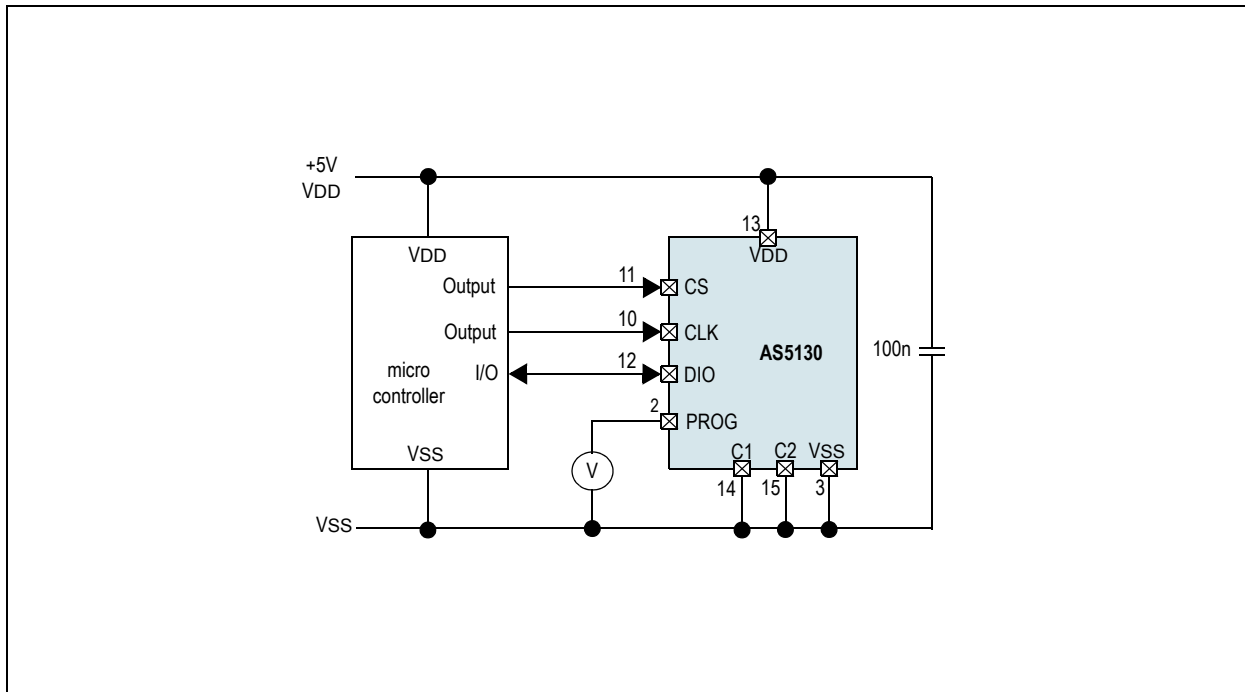 +5V
VDD
13
VDD
VDD
Output
11
CS
Output
10
CLK
AS5130
100n
micro
controller
I/O
12
DIO
2
PROG
VSS
V
C1
C2
VSS
14
15
3
VSS